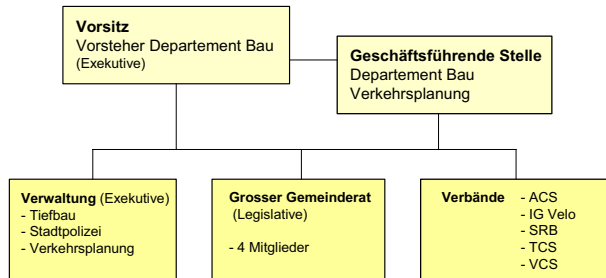 Vorsitz
Vorsteher Departement Bau
(Exekutive)
Geschäftsführende Stelle
Departement Bau
Verkehrsplanung
Verwaltung (Exekutive)
- Tiefbau
- Stadtpolizei
- Verkehrsplanung
Grosser Gemeinderat
(Legislative)
- 4 Mitglieder
Verbände - ACS
- IG Velo
- SRB
- TCS
- VCS